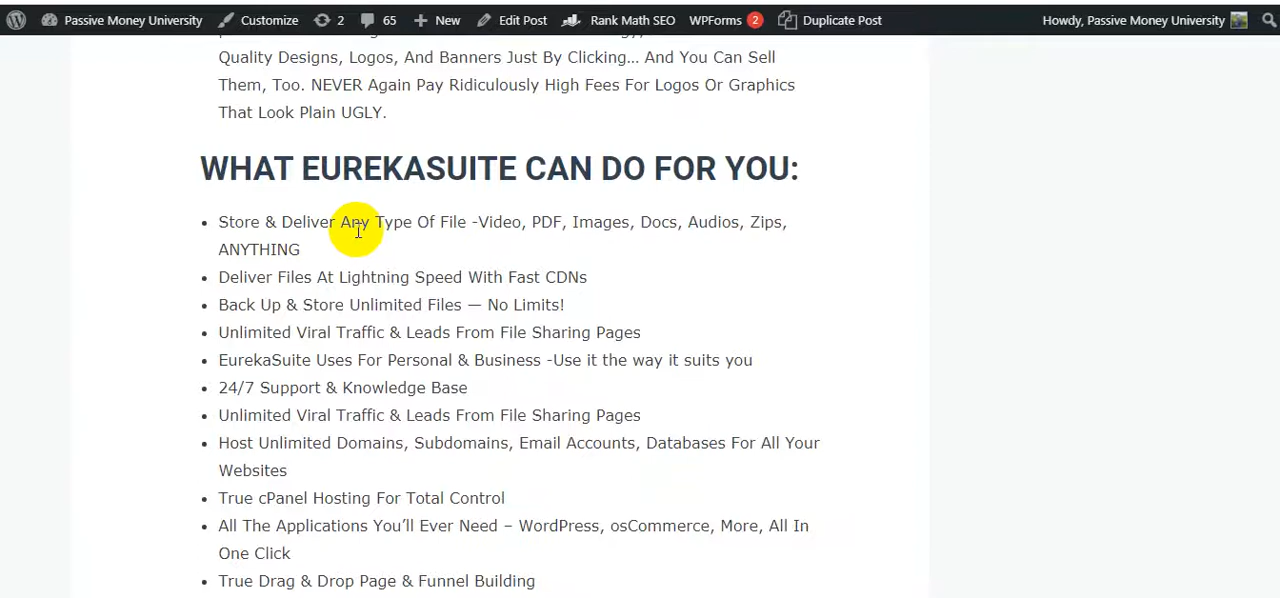 Passive Money University Customize 2 65 New Edit Post Rank Math SEO WPForms 2 Duplicate Post Howdy, Passive Money University
Quality Designs, Logos, And Banners Just By Clicking… And You Can Sell
Them, Too. NEVER Again Pay Ridiculously High Fees For Logos Or Graphics
That Look Plain UGLY.
WHAT EUREKASUITE CAN DO FOR YOU:
• Store & Deliver Any Type Of File -Video, PDF, Images, Docs, Audios, Zips,
ANYTHING
• Deliver Files At Lightning Speed With Fast CDNs
• Back Up & Store Unlimited Files — No Limits!
• Unlimited Viral Traffic & Leads From File Sharing Pages
• EurekaSuite Uses For Personal & Business -Use it the way it suits you
• 24/7 Support & Knowledge Base
• Unlimited Viral Traffic & Leads From File Sharing Pages
• Host Unlimited Domains, Subdomains, Email Accounts, Databases For All Your
Websites
• True cPanel Hosting For Total Control
• All The Applications You’ll Ever Need – WordPress, osCommerce, More, All In
One Click
• True Drag & Drop Page & Funnel Building